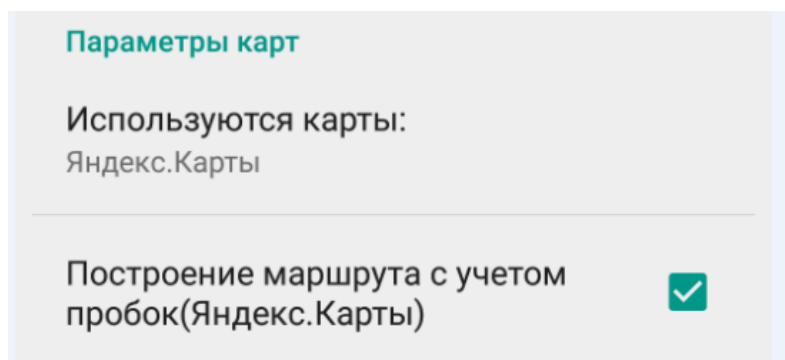 Параметры карт
Используются карты:
Яндекс.Карты
Построение маршрута с учетом
пробок(Яндекс.Карты)